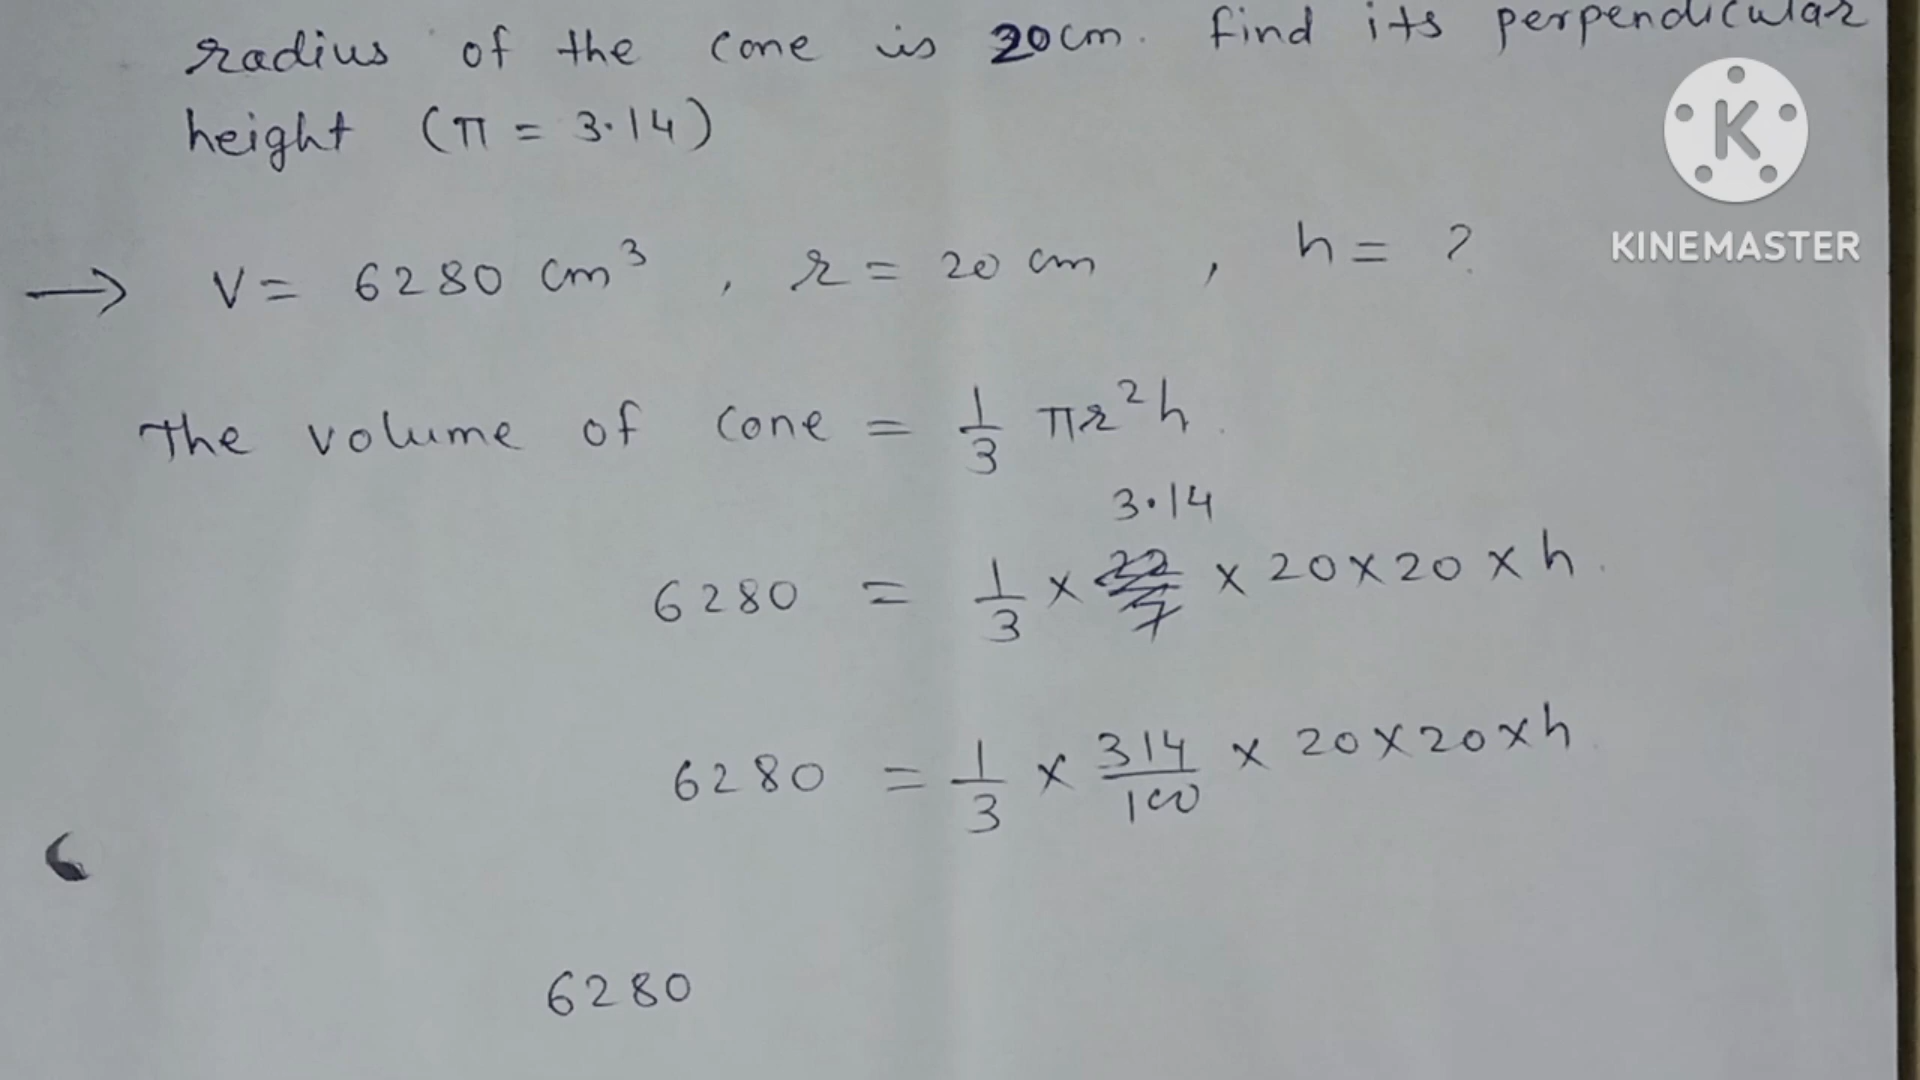 radius of the cone is 20cm. find its perpendicular
height (π = 3.14)
K
KINEMASTER
→ V = 6280 cm³ , r = 20 cm , h = ?
The volume of cone = 1/3 πr²h.
3.14
6280 = 1/3 × 22/7 × 20×20 × h.
6280 = 1/3 × 314/100 × 20×20×h
6280